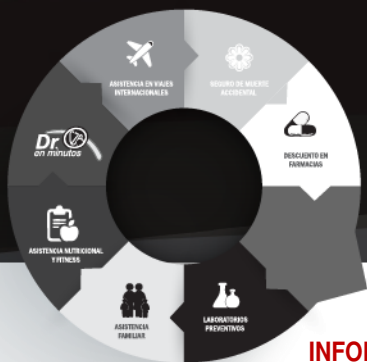 ASISTENCIA EN VIAJES
INTERNACIONALES
SEGURO DE MUERTE
ACCIDENTAL
DESCUENTO EN
FARMACIAS
Dr.
en minutos
ASISTENCIA NUTRICIONAL
Y FITNESS
ASISTENCIA
FAMILIAR
LABORATORIOS
PREVENTIVOS